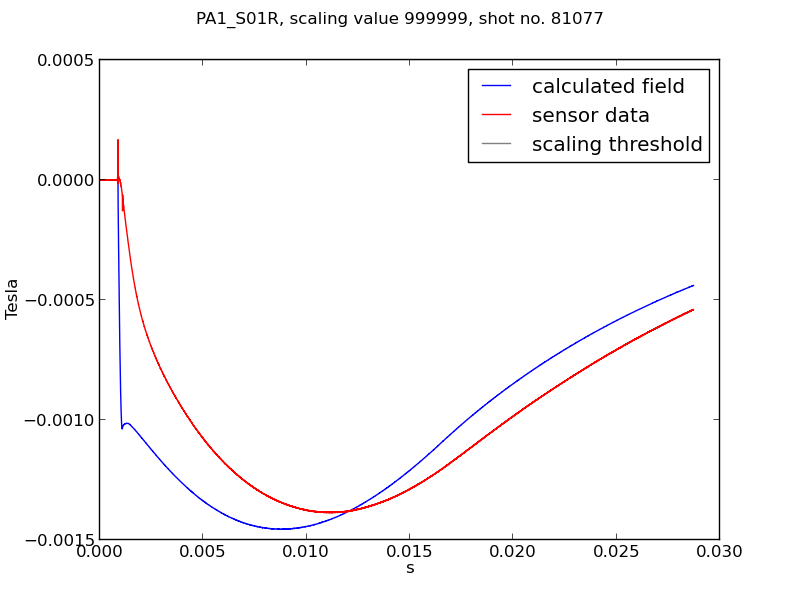 PA1_S01R, scaling value 999999, shot no. 81077
0.0005
calculated field
sensor data
scaling threshold
0.0000
Tesla
−0.0005
−0.0010
−0.0015
0.000 0.005 0.010 0.015 0.020 0.025 0.030
s